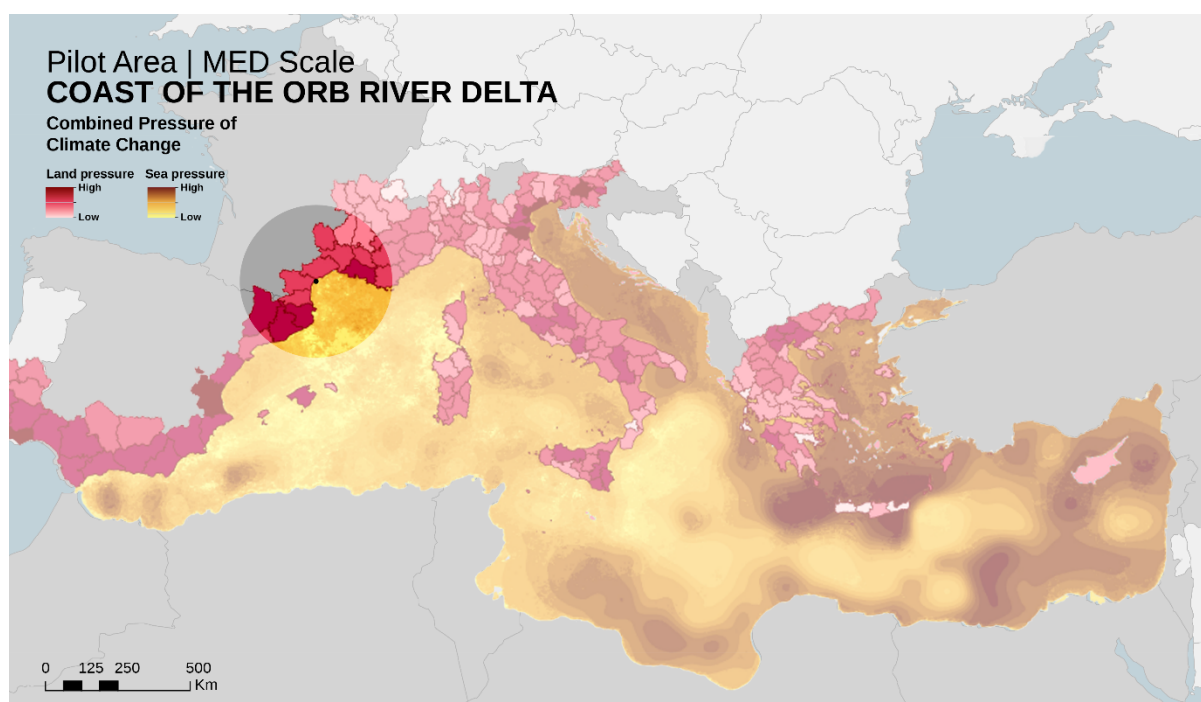 Pilot Area | MED Scale
COAST OF THE ORB RIVER DELTA
Combined Pressure of
Climate Change
Land pressure Sea pressure
High High
Low Low
0 125 250 500
Km